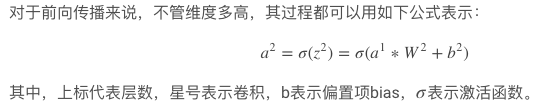 对于前向传播来说，不管维度多高，其过程都可以用如下公式表示：
a² = σ(z²) = σ(a¹ * W² + b²)
其中，上标代表层数，星号表示卷积，b表示偏置项bias，σ表示激活函数。